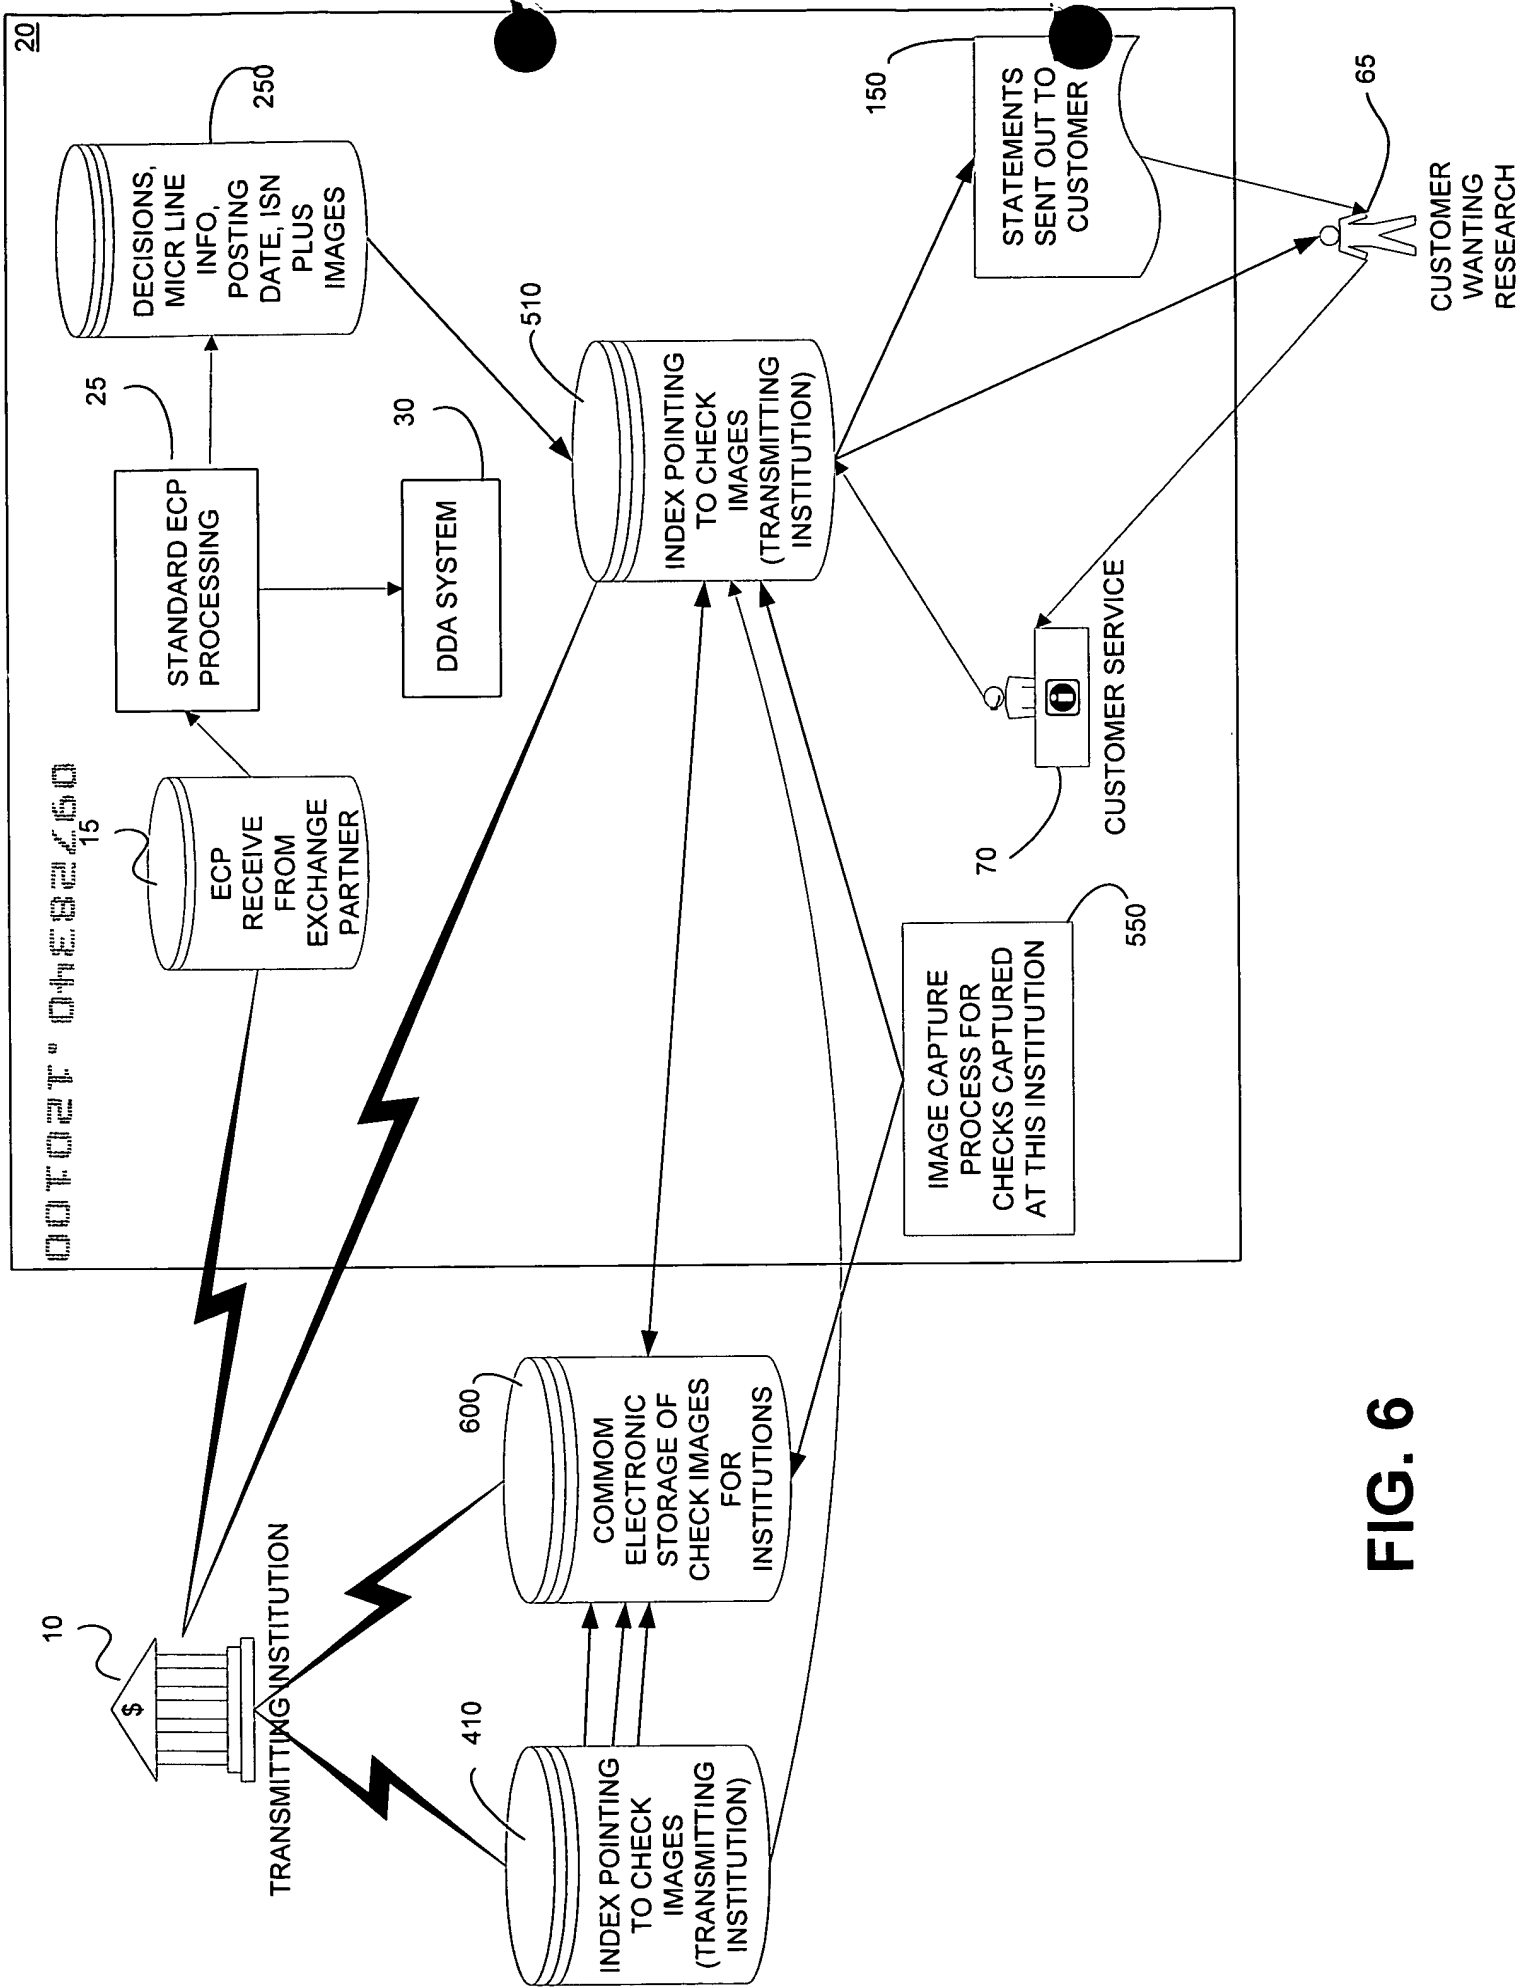 20
09728340.120100
10
$
TRANSMITTING INSTITUTION
15
ECP
RECEIVE
FROM
EXCHANGE
PARTNER
25
STANDARD ECP
PROCESSING
250
DECISIONS,
MICR LINE
INFO,
POSTING
DATE, ISN
PLUS
IMAGES
30
DDA SYSTEM
410
INDEX POINTING
TO CHECK
IMAGES
(TRANSMITTING
INSTITUTION)
600
COMMOM
ELECTRONIC
STORAGE OF
CHECK IMAGES
FOR
INSTITUTIONS
510
INDEX POINTING
TO CHECK
IMAGES
(TRANSMITTING
INSTITUTION)
550
IMAGE CAPTURE
PROCESS FOR
CHECKS CAPTURED
AT THIS INSTITUTION
70
i
CUSTOMER SERVICE
150
STATEMENTS
SENT OUT TO
CUSTOMER
65
CUSTOMER
WANTING
RESEARCH
FIG. 6